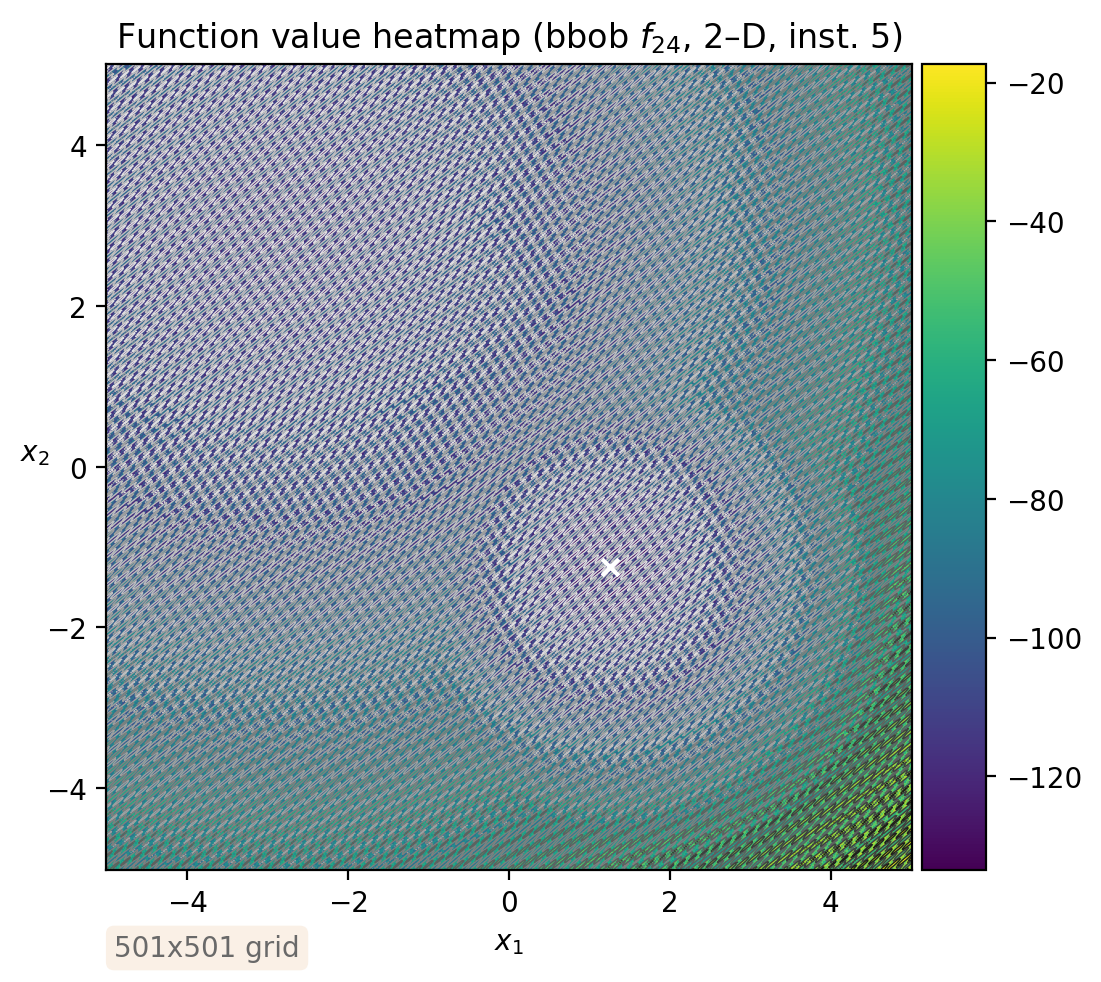 Function value heatmap (bbob f₂₄, 2–D, inst. 5)
4
2
0
−2
−4
x₂
−4 −2 0 2 4
x₁
−20
−40
−60
−80
−100
−120
501x501 grid